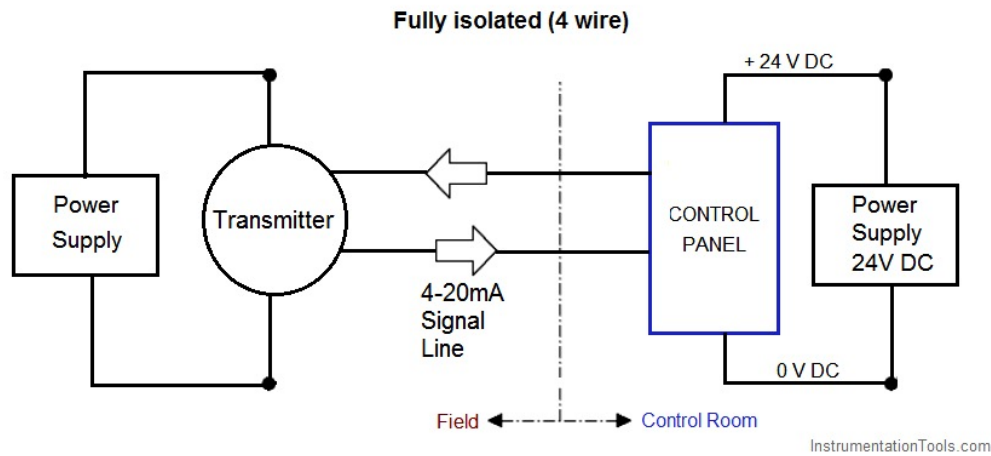 Fully isolated (4 wire)
+ 24 V DC
Power
Supply
Transmitter
CONTROL
PANEL
Power
Supply
24V DC
4-20mA
Signal
Line
0 V DC
Field
Control Room
InstrumentationTools.com